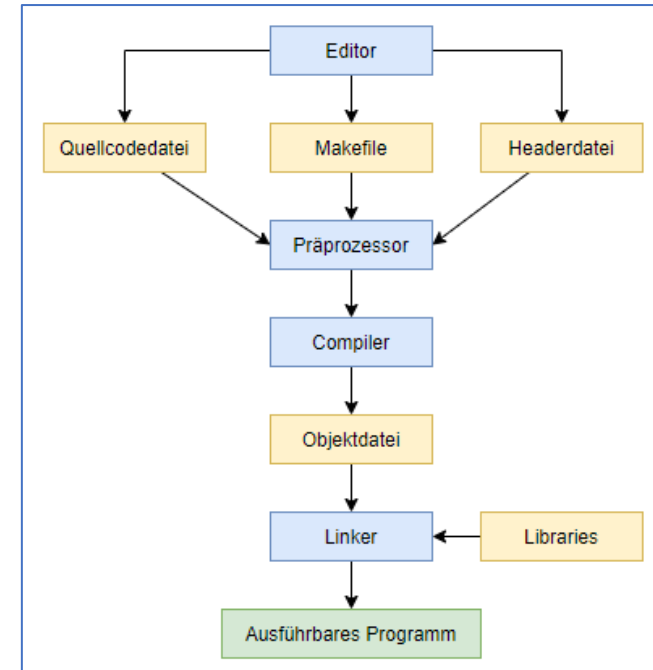 Editor
Quellcodedatei
Makefile
Headerdatei
Präprozessor
Compiler
Objektdatei
Linker
Libraries
Ausführbares Programm